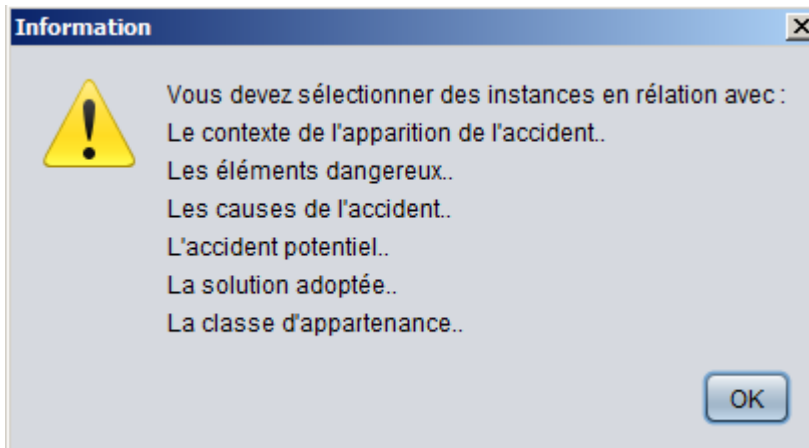 Information
Vous devez sélectionner des instances en rélation avec :
Le contexte de l'apparition de l'accident..
Les éléments dangereux..
Les causes de l'accident..
L'accident potentiel..
La solution adoptée..
La classe d'appartenance..
OK